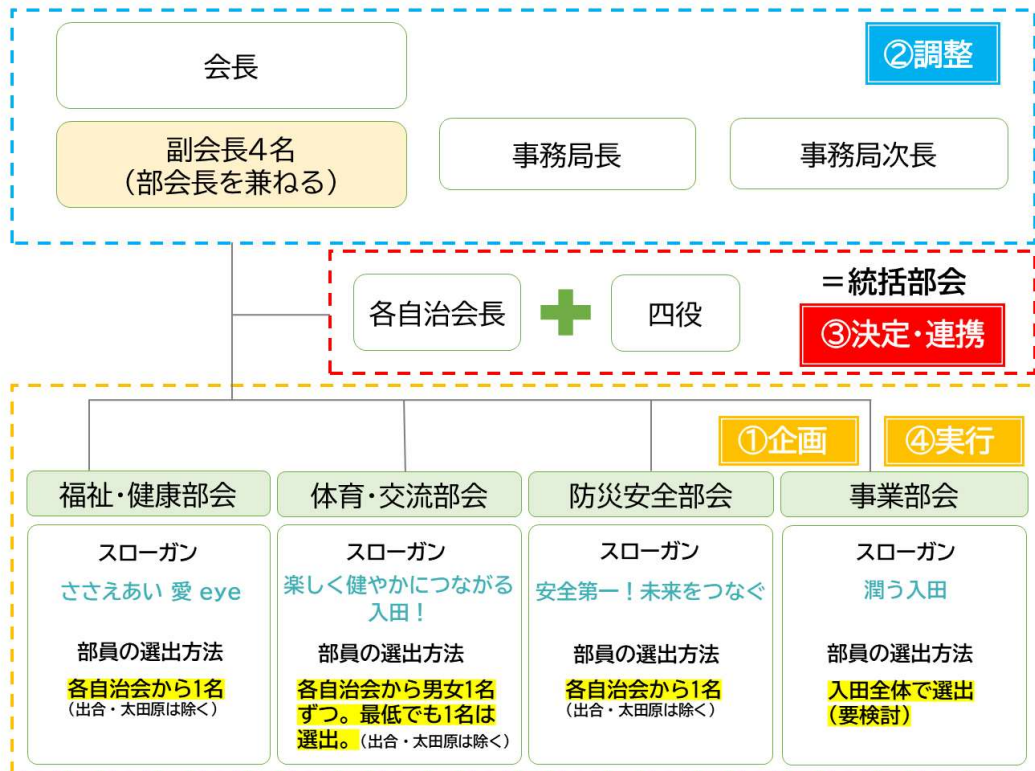 会長
②調整
副会長4名
（部会長を兼ねる）
事務局長
事務局次長
各自治会長
四役
＝統括部会
③決定・連携
①企画
④実行
福祉・健康部会
スローガン
ささえあい 愛 eye
部員の選出方法
各自治会から1名
（出合・太田原は除く）
体育・交流部会
スローガン
楽しく健やかにつながる
入田！
部員の選出方法
各自治会から男女1名
ずつ。最低でも1名は
選出。（出合・太田原は除く）
防災安全部会
スローガン
安全第一！未来をつなぐ
部員の選出方法
各自治会から1名
（出合・太田原は除く）
事業部会
スローガン
潤う入田
部員の選出方法
入田全体で選出
（要検討）